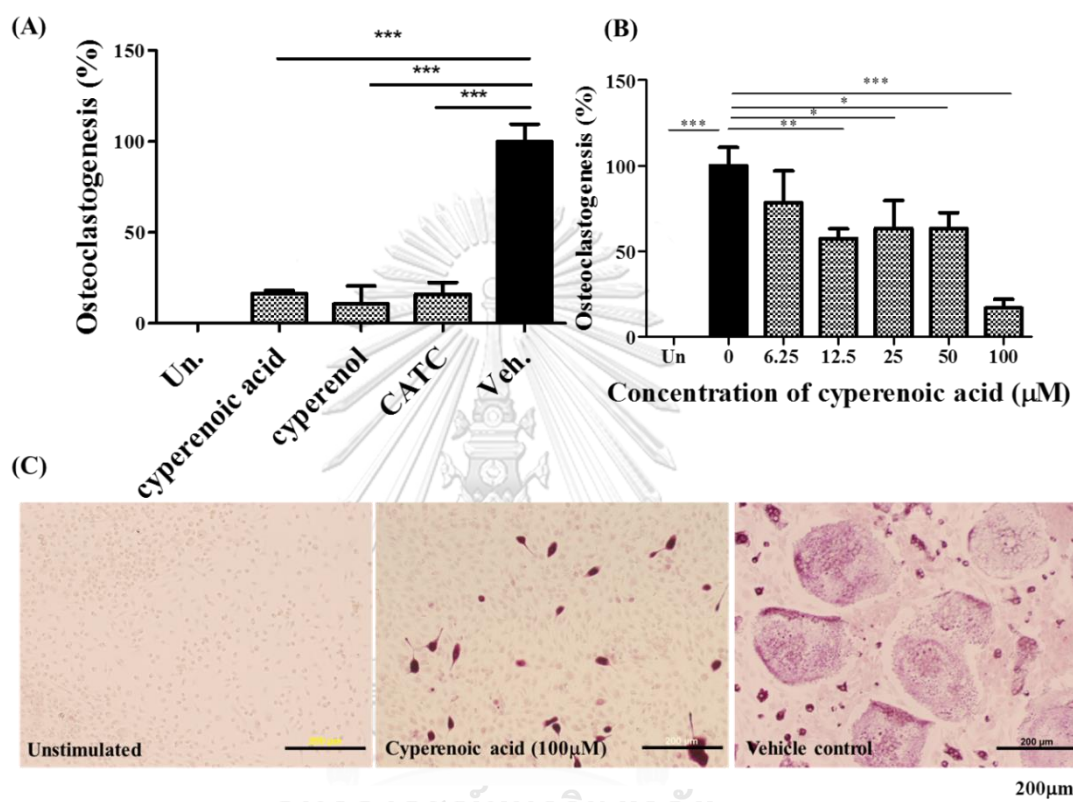 (A)
Osteoclastogenesis (%)
150
100
50
0
***
***
***
Un.
cyperenoic acid
cyperenol
CATC
Veh.
(B)
Osteoclastogenesis (%)
150
100
50
0
***
*
*
**
***
Un 0 6.25 12.5 25 50 100
Concentration of cyperenoic acid (μM)
(C)
Unstimulated
Cyperenoic acid (100μM)
200 μm
Vehicle control
200 μm
200μm